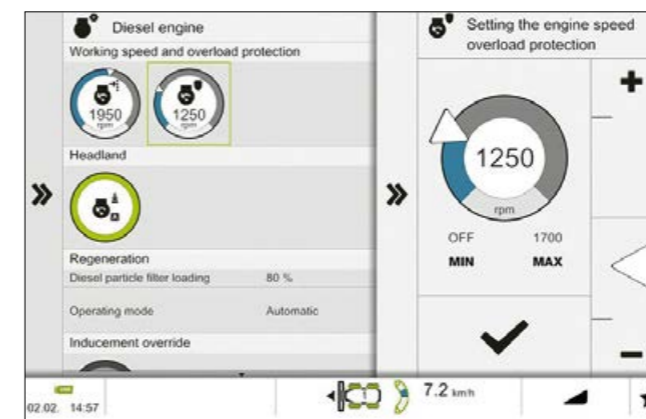 Diesel engine
Working speed and overload protection
1950
rpm
1250
rpm
Headland
Regeneration
Diesel particle filter loading 80 %
Operating mode Automatic
Inducement override
Setting the engine speed
overload protection
1250
rpm
OFF 1700
MIN MAX
02.02. 14:57
1
7.2 km/h